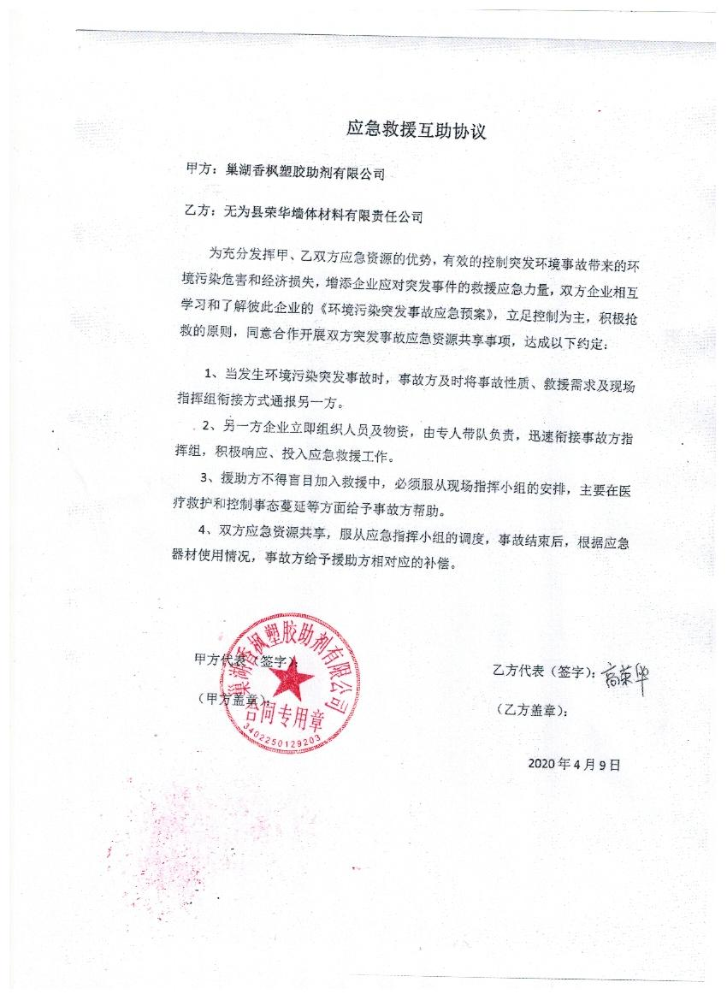 应急救援互助协议
甲方：巢湖香枫塑胶助剂有限公司
乙方：无为县荣华墙体材料有限责任公司
为充分发挥甲、乙双方应急资源的优势，有效的控制突发环境事故带来的环
境污染危害和经济损失，增添企业应对突发事件的救援应急力量，双方企业相互
学习和了解彼此企业的《环境污染突发事故应急预案》，立足控制为主，积极抢
救的原则，同意合作开展双方突发事故应急资源共享事项，达成以下约定：
1、当发生环境污染突发事故时，事故方及时将事故性质、救援需求及现场
指挥组衔接方式通报另一方。
2、另一方企业立即组织人员及物资，由专人带队负责，迅速衔接事故方指
挥组，积极响应、投入应急救援工作。
3、援助方不得盲目加入救援中，必须服从现场指挥小组的安排，主要在医
疗救护和控制事态蔓延等方面给予事故方帮助。
4、双方应急资源共享，服从应急指挥小组的调度，事故结束后，根据应急
器材使用情况，事故方给予援助方相对应的补偿。
甲方代表（签字）：
（甲方盖章）：
巢湖香枫塑胶助剂有限公司
合同专用章
3402250129203
乙方代表（签字）：高荣华
（乙方盖章）：
2020年4月9日